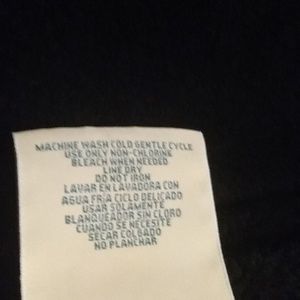 MACHINE WASH COLD GENTLE CYCLE
USE ONLY NON-CHLORINE
BLEACH WHEN NEEDED
LINE DRY
DO NOT IRON
LAVAR EN LAVADORA CON
AGUA FRÍA CICLO DELICADO
USAR SOLAMENTE
BLANQUEADOR SIN CLORO
CUANDO SE NECESITE
SECAR COLGADO
NO PLANCHAR